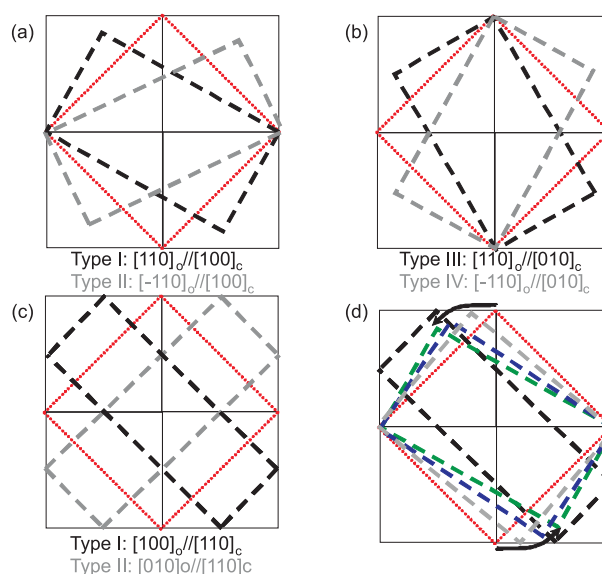 (a)
(b)
Type I: [110]ₒ//[100]c
Type II: [-110]ₒ//[100]c
Type III: [110]ₒ//[010]c
Type IV: [-110]ₒ//[010]c
(c)
(d)
Type I: [100]ₒ//[110]c
Type II: [010]o//[110]c